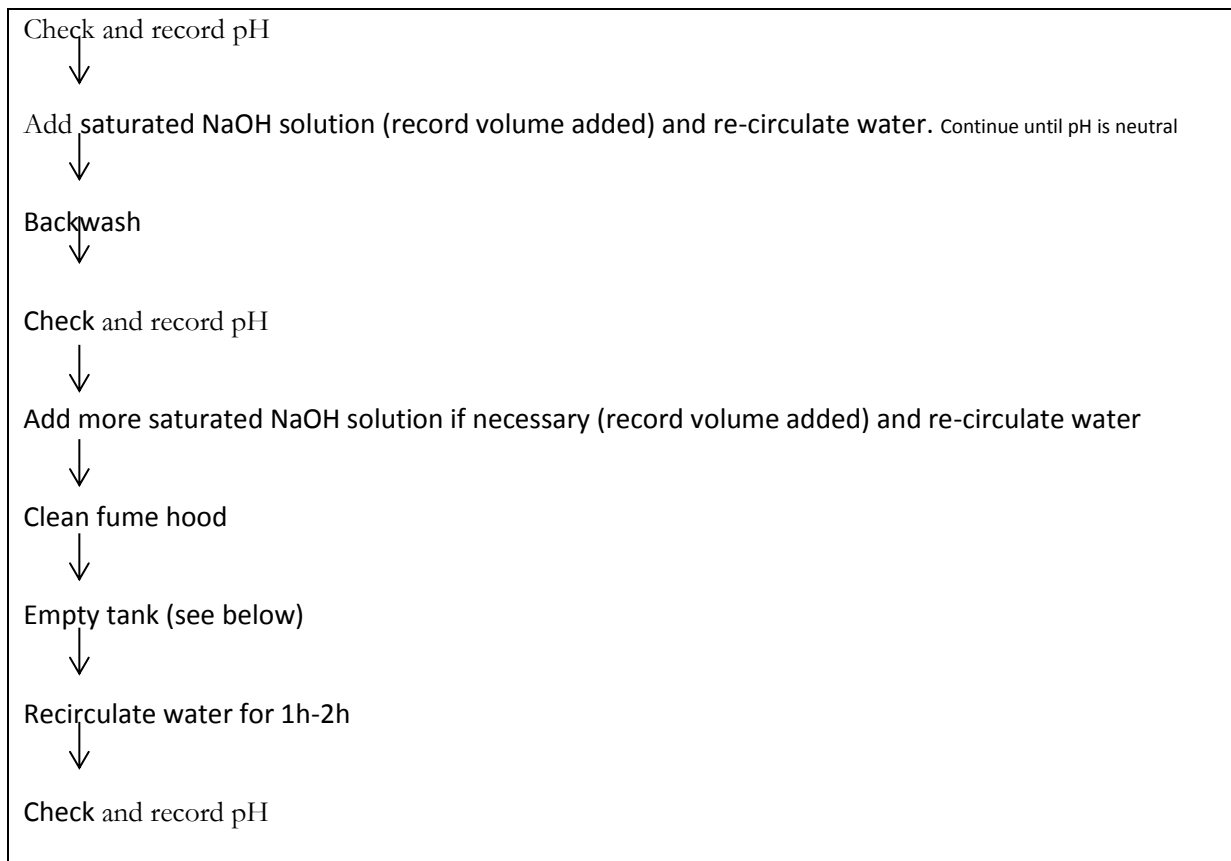 Check and record pH
Add saturated NaOH solution (record volume added) and re-circulate water. Continue until pH is neutral
Backwash
Check and record pH
Add more saturated NaOH solution if necessary (record volume added) and re-circulate water
Clean fume hood
Empty tank (see below)
Recirculate water for 1h-2h
Check and record pH